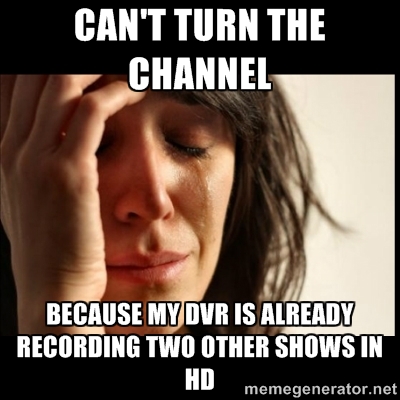 CAN'T TURN THE
CHANNEL
BECAUSE MY DVR IS ALREADY
RECORDING TWO OTHER SHOWS IN
HD
memegenerator.net